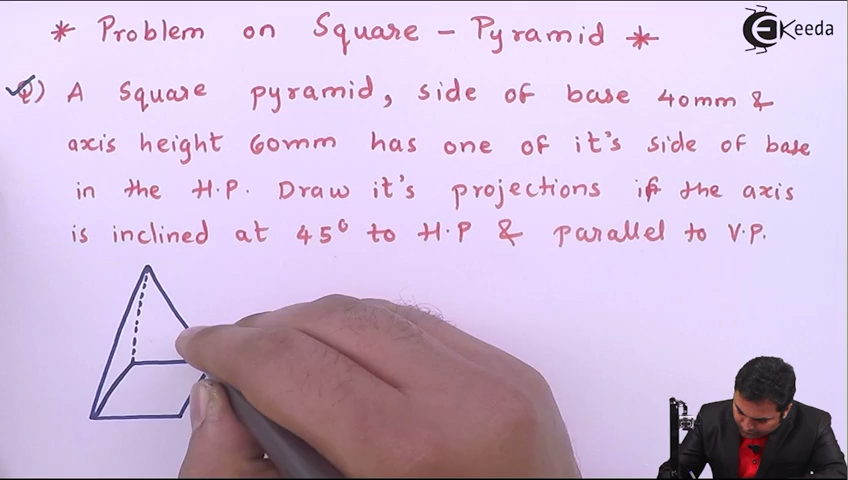 * Problem on Square - Pyramid *
Keeda
Q) A square pyramid, side of base 40mm &
axis height 60mm has one of it's side of base
in the H.P. Draw it's projections if the axis
is inclined at 45° to H.P & parallel to V.P.